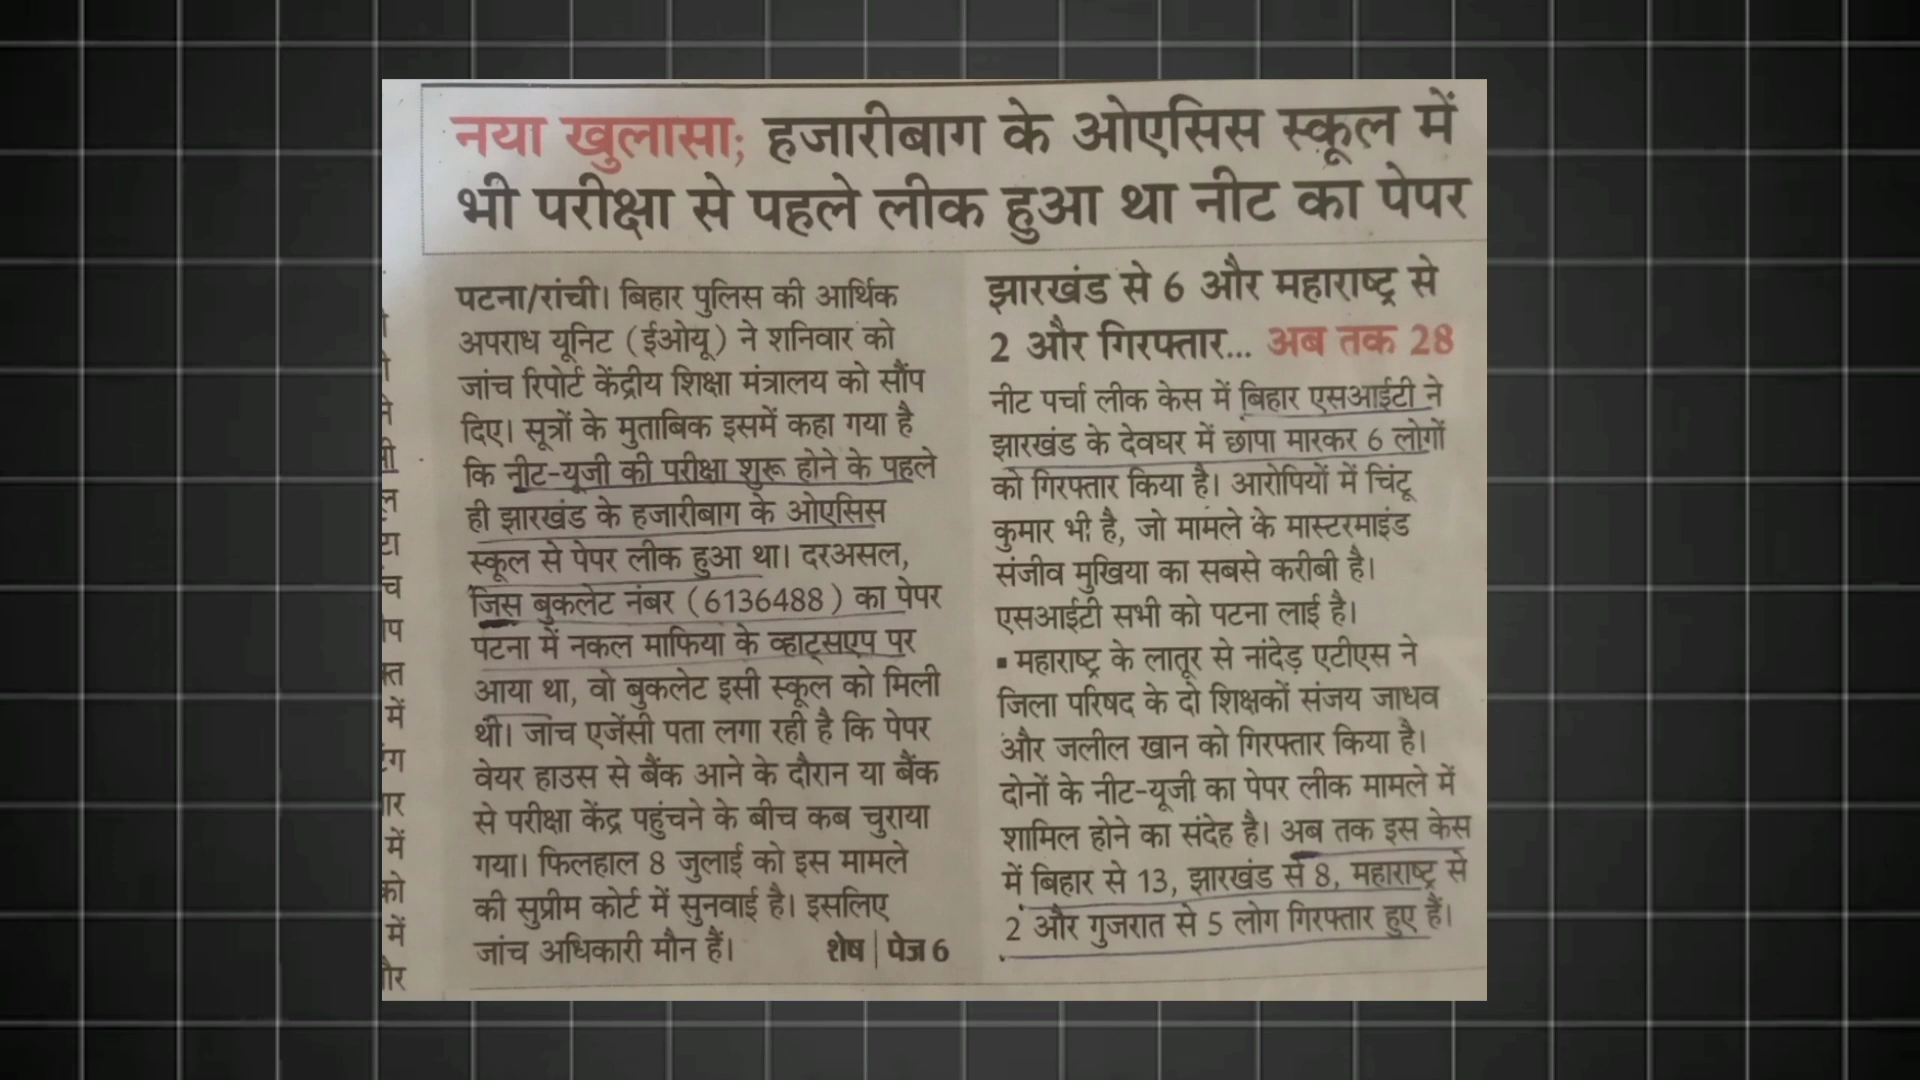 नया खुलासा; हजारीबाग के ओएसिस स्कूल में
भी परीक्षा से पहले लीक हुआ था नीट का पेपर
पटना/रांची। बिहार पुलिस की आर्थिक
अपराध यूनिट (ईओयू) ने शनिवार को
जांच रिपोर्ट केंद्रीय शिक्षा मंत्रालय को सौंप
दिए। सूत्रों के मुताबिक इसमें कहा गया है
कि नीट-यूजी की परीक्षा शुरू होने के पहले
ही झारखंड के हजारीबाग के ओएसिस
स्कूल से पेपर लीक हुआ था। दरअसल,
जिस बुकलेट नंबर (6136488) का पेपर
पटना में नकल माफिया के व्हाट्सएप पर
आया था, वो बुकलेट इसी स्कूल को मिली
थी। जांच एजेंसी पता लगा रही है कि पेपर
वेयर हाउस से बैंक आने के दौरान या बैंक
से परीक्षा केंद्र पहुंचने के बीच कब चुराया
गया। फिलहाल 8 जुलाई को इस मामले
की सुप्रीम कोर्ट में सुनवाई है। इसलिए
जांच अधिकारी मौन हैं। शेष | पेज 6
झारखंड से 6 और महाराष्ट्र से
2 और गिरफ्तार... अब तक 28
नीट पर्चा लीक केस में बिहार एसआईटी ने
झारखंड के देवघर में छापा मारकर 6 लोगों
को गिरफ्तार किया है। आरोपियों में चिंटू
कुमार भी है, जो मामले के मास्टरमाइंड
संजीव मुखिया का सबसे करीबी है।
एसआईटी सभी को पटना लाई है।
▪ महाराष्ट्र के लातूर से नांदेड़ एटीएस ने
जिला परिषद के दो शिक्षकों संजय जाधव
और जलील खान को गिरफ्तार किया है।
दोनों के नीट-यूजी का पेपर लीक मामले में
शामिल होने का संदेह है। अब तक इस केस
में बिहार से 13, झारखंड से 8, महाराष्ट्र से
2 और गुजरात से 5 लोग गिरफ्तार हुए हैं।